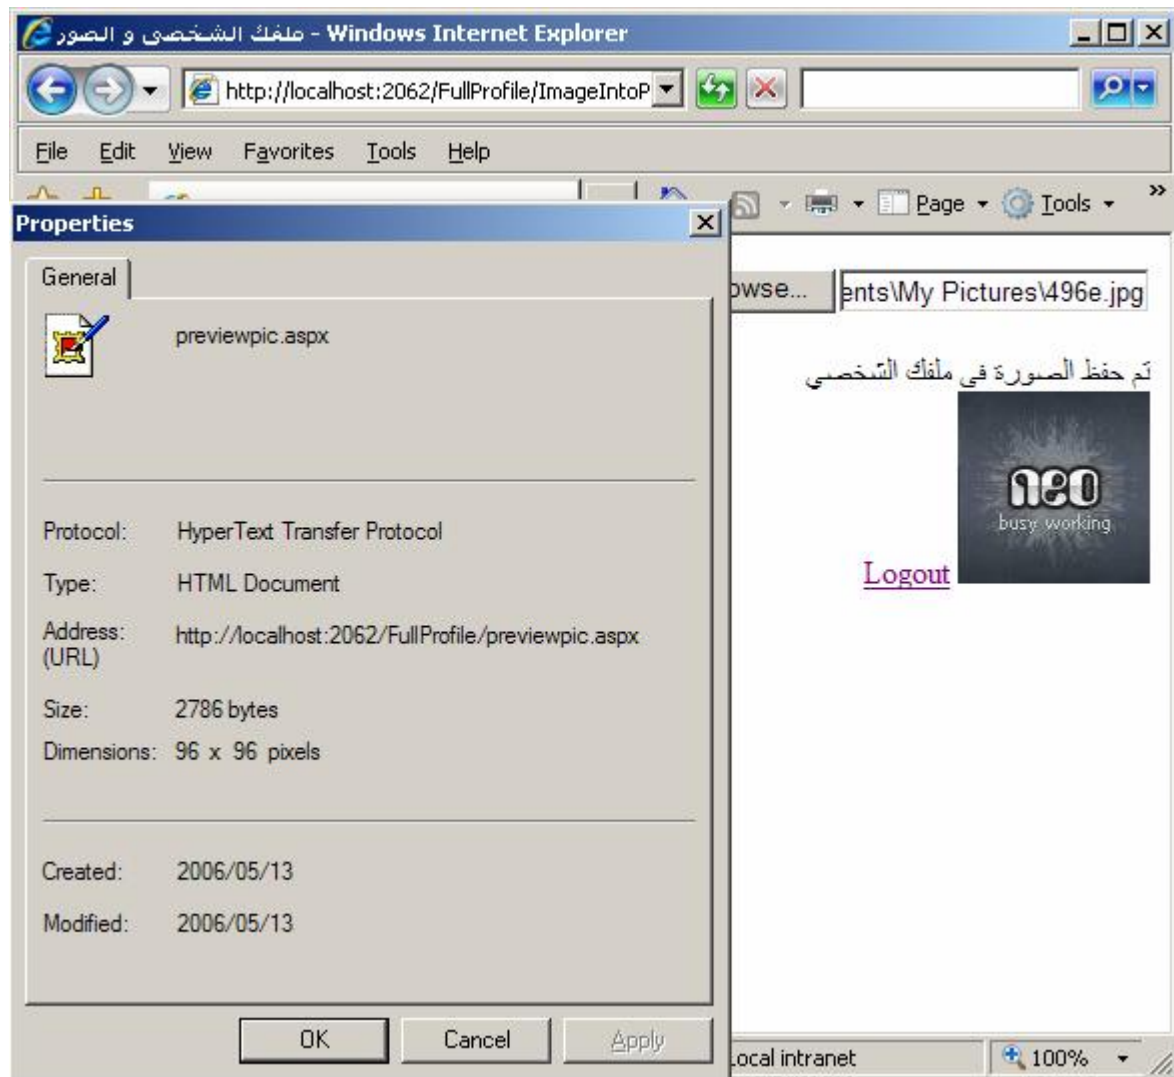 ملفك الشخصى و الصور - Windows Internet Explorer
http://localhost:2062/FullProfile/ImageIntoP
File Edit View Favorites Tools Help
Page Tools »
Properties
General
previewpic.aspx
Protocol: HyperText Transfer Protocol
Type: HTML Document
Address: (URL) http://localhost:2062/FullProfile/previewpic.aspx
Size: 2786 bytes
Dimensions: 96 x 96 pixels
Created: 2006/05/13
Modified: 2006/05/13
OK Cancel Apply
owse... ents\My Pictures\496e.jpg
تم حفظ الصورة فى ملفك الشخصي
neo
busy working
Logout
ocal intranet 100%